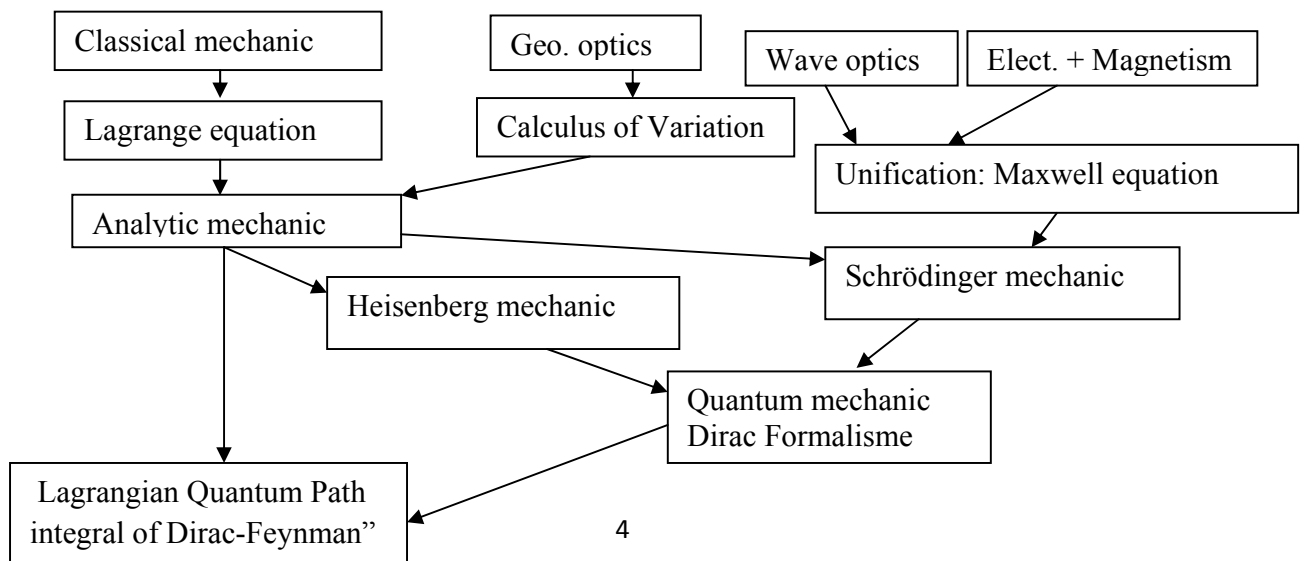 Classical mechanic
Geo. optics
Wave optics
Elect. + Magnetism
Lagrange equation
Calculus of Variation
Unification: Maxwell equation
Analytic mechanic
Schrödinger mechanic
Heisenberg mechanic
Quantum mechanic
Dirac Formalisme
Lagrangian Quantum Path
integral of Dirac-Feynman”
4